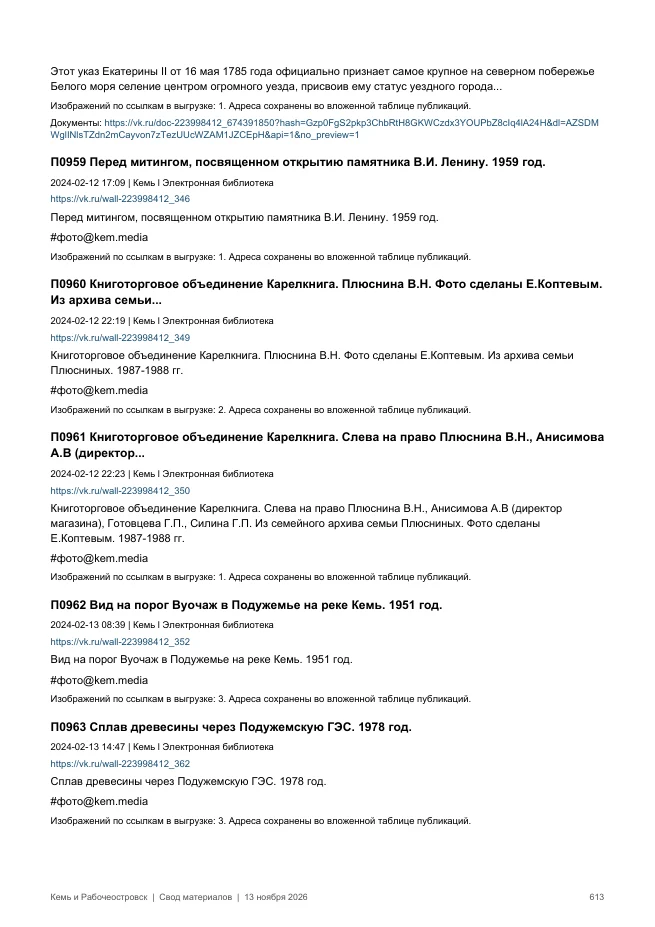 Этот указ Екатерины II от 16 мая 1785 года официально признает самое крупное на северном побережье
Белого моря селение центром огромного уезда, присвоив ему статус уездного города...
Изображений по ссылкам в выгрузке: 1. Адреса сохранены во вложенной таблице публикаций.
Документы: https://vk.ru/doc-223998412_674391850?hash=Gzp0FgS2pkp3ChbRtH8GKWCzdx3YOUPbZ8cIq4lA24H&dl=AZSDM
WglINlsTZdn2mCayvon7zTezUUcWZAM1JZCEpH&api=1&no_preview=1
П0959 Перед митингом, посвященном открытию памятника В.И. Ленину. 1959 год.
2024-02-12 17:09 | Кемь I Электронная библиотека
https://vk.ru/wall-223998412_346
Перед митингом, посвященном открытию памятника В.И. Ленину. 1959 год.
#фото@kem.media
Изображений по ссылкам в выгрузке: 1. Адреса сохранены во вложенной таблице публикаций.
П0960 Книготорговое объединение Карелкнига. Плюснина В.Н. Фото сделаны Е.Коптевым.
Из архива семьи...
2024-02-12 22:19 | Кемь I Электронная библиотека
https://vk.ru/wall-223998412_349
Книготорговое объединение Карелкнига. Плюснина В.Н. Фото сделаны Е.Коптевым. Из архива семьи
Плюсниных. 1987-1988 гг.
#фото@kem.media
Изображений по ссылкам в выгрузке: 2. Адреса сохранены во вложенной таблице публикаций.
П0961 Книготорговое объединение Карелкнига. Слева на право Плюснина В.Н., Анисимова
А.В (директор...
2024-02-12 22:23 | Кемь I Электронная библиотека
https://vk.ru/wall-223998412_350
Книготорговое объединение Карелкнига. Слева на право Плюснина В.Н., Анисимова А.В (директор
магазина), Готовцева Г.П., Силина Г.П. Из семейного архива семьи Плюсниных. Фото сделаны
Е.Коптевым. 1987-1988 гг.
#фото@kem.media
Изображений по ссылкам в выгрузке: 1. Адреса сохранены во вложенной таблице публикаций.
П0962 Вид на порог Вуочаж в Подужемье на реке Кемь. 1951 год.
2024-02-13 08:39 | Кемь I Электронная библиотека
https://vk.ru/wall-223998412_352
Вид на порог Вуочаж в Подужемье на реке Кемь. 1951 год.
#фото@kem.media
Изображений по ссылкам в выгрузке: 3. Адреса сохранены во вложенной таблице публикаций.
П0963 Сплав древесины через Подужемскую ГЭС. 1978 год.
2024-02-13 14:47 | Кемь I Электронная библиотека
https://vk.ru/wall-223998412_362
Сплав древесины через Подужемскую ГЭС. 1978 год.
#фото@kem.media
Изображений по ссылкам в выгрузке: 3. Адреса сохранены во вложенной таблице публикаций.
Кемь и Рабочеостровск | Свод материалов | 13 ноября 2026 613